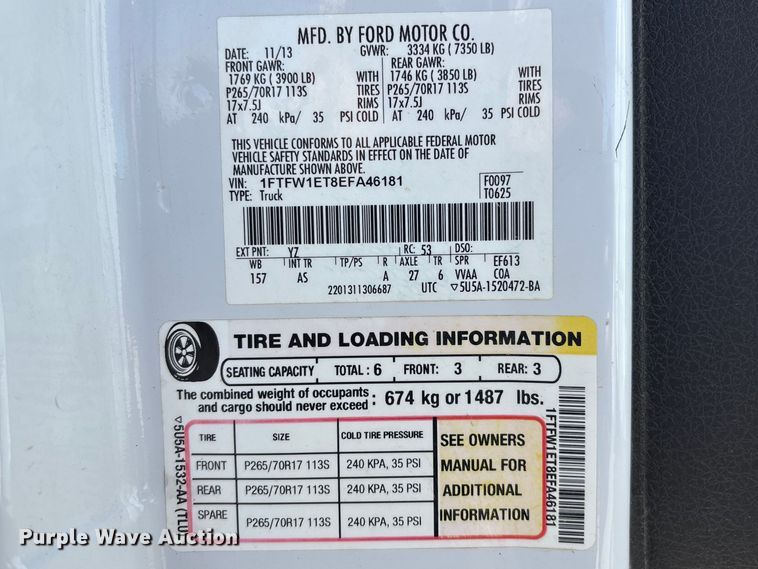 MFD. BY FORD MOTOR CO.
DATE: 11/13 GVWR: 3334 KG ( 7350 LB)
FRONT GAWR: REAR GAWR:
1769 KG ( 3900 LB) WITH 1746 KG ( 3850 LB) WITH
P265/70R17 113S TIRES P265/70R17 113S TIRES
17x7.5J RIMS 17x7.5J RIMS
AT 240 kPa/ 35 PSI COLD AT 240 kPa/ 35 PSI COLD
THIS VEHICLE CONFORMS TO ALL APPLICABLE FEDERAL MOTOR
VEHICLE SAFETY STANDARDS IN EFFECT ON THE DATE OF
MANUFACTURE SHOWN ABOVE.
VIN: 1FTFW1ET8EFA46181 F0097
TYPE: Truck T0625
EXT PNT: YZ RC: 53 DSO:
WB INT TR TP/PS R AXLE TR SPR EF613
157 AS A 27 6 VVAA COA
2201311306687 UTC ▽5U5A-1520472-BA
TIRE AND LOADING INFORMATION
SEATING CAPACITY TOTAL : 6 FRONT: 3 REAR: 3
The combined weight of occupants
and cargo should never exceed : 674 kg or 1487 lbs.
TIRE SIZE COLD TIRE PRESSURE
FRONT P265/70R17 113S 240 KPA, 35 PSI
REAR P265/70R17 113S 240 KPA, 35 PSI
SPARE P265/70R17 113S 240 KPA, 35 PSI
SEE OWNERS
MANUAL FOR
ADDITIONAL
INFORMATION
▽5U5A-1532-AA (TLU
1FTFW1ET8EFA46181
Purple Wave Auction